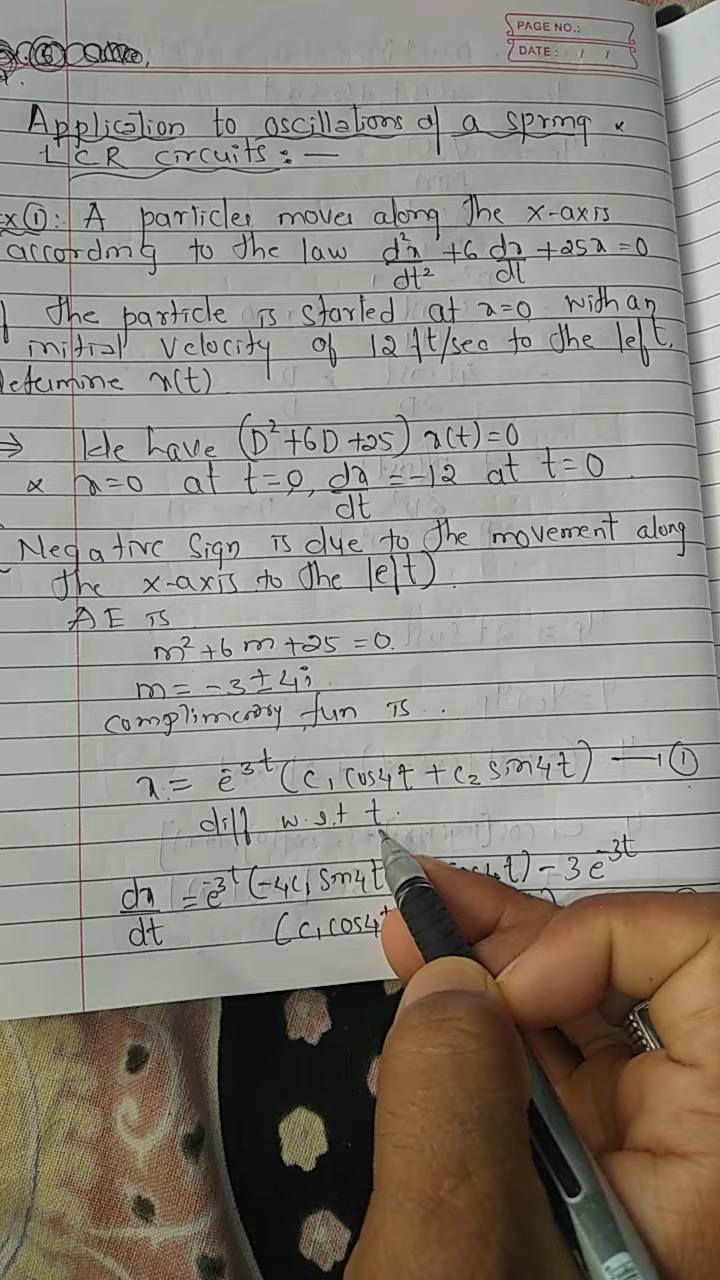 PAGE NO.:
DATE: / /
Application to oscillations of a spring &
LCR circuits: —
Ex①: A particles moves along the x-axis
according to the law d²x/dt² + 6 dx/dt + 25x = 0
If the particle is started at x=0 with an
initial velocity of 12 ft/sec to the left,
determine x(t)
⇒ We have (D²+6D+25) x(t)=0
& x=0 at t=0, dx/dt = -12 at t=0
Negative sign is due to the movement along
the x-axis to the left)
AE is
m²+6m+25=0.
m = -3±4i
complimentary fun is.
x = e^-3t (c₁ cos4t + c₂ sin4t) —①
diff w.r.t t.
dx/dt = e^-3t (-4c₁ sin4t 4t) - 3e^-3t
(c₁ cos4t